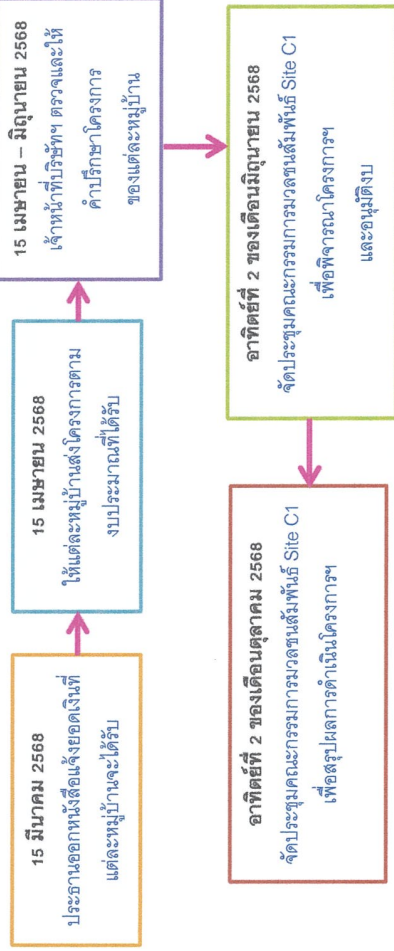 15 มีนาคม 2568
ประธานออกหนังสือแจ้งยอดเงินที่
แต่ละหมู่บ้านจะได้รับ
15 เมษายน 2568
ให้แต่ละหมู่บ้านส่งโครงการตาม
งบประมาณที่ได้รับ
15 เมษายน – มิถุนายน 2568
เจ้าหน้าที่บริษัทฯ ตรวจและให้
คำปรึกษาโครงการ
ของแต่ละหมู่บ้าน
อาทิตย์ที่ 2 ของเดือนมิถุนายน 2568
จัดประชุมคณะกรรมการมวลชนสัมพันธ์ Site C1
เพื่อพิจารณาโครงการฯ
และอนุมัติงบ
อาทิตย์ที่ 2 ของเดือนตุลาคม 2568
จัดประชุมคณะกรรมการมวลชนสัมพันธ์ Site C1
เพื่อสรุปผลการดำเนินโครงการฯ